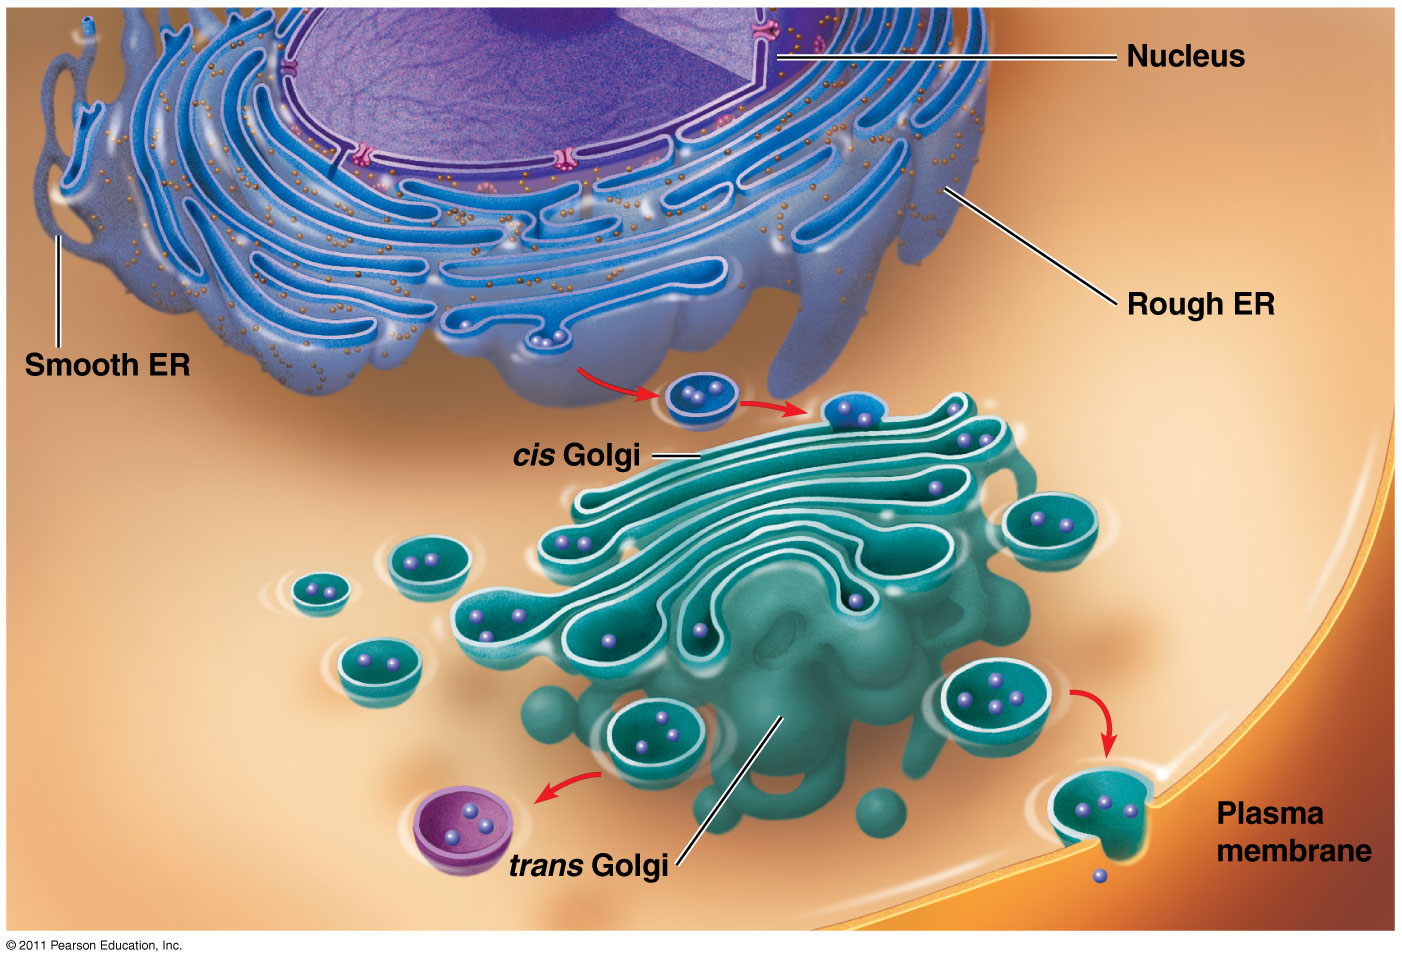 Nucleus
Rough ER
Smooth ER
cis Golgi
Plasma
membrane
trans Golgi
© 2011 Pearson Education, Inc.